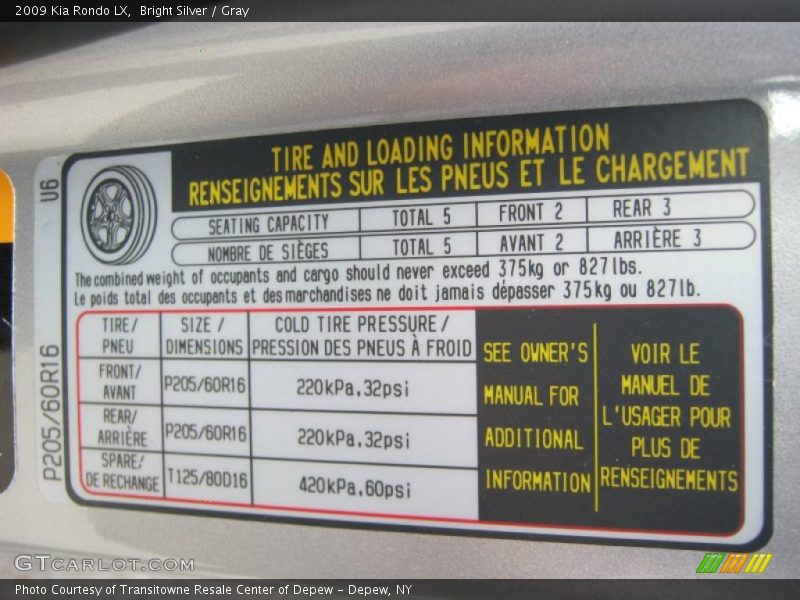 2009 Kia Rondo LX,  Bright Silver / Gray
U6
P205/60R16
TIRE AND LOADING INFORMATION
RENSEIGNEMENTS SUR LES PNEUS ET LE CHARGEMENT
SEATING CAPACITY TOTAL 5 FRONT 2 REAR 3
NOMBRE DE SIÈGES TOTAL 5 AVANT 2 ARRIÈRE 3
The combined weight of occupants and cargo should never exceed 375kg or 827lbs.
Le poids total des occupants et des marchandises ne doit jamais dépasser 375kg ou 827lb.
TIRE/
PNEU
SIZE /
DIMENSIONS
COLD TIRE PRESSURE/
PRESSION DES PNEUS À FROID
FRONT/
AVANT
P205/60R16
220kPa.32psi
REAR/
ARRIÈRE
P205/60R16
220kPa.32psi
SPARE/
DE RECHANGE
T125/80D16
420kPa.60psi
SEE OWNER'S
MANUAL FOR
ADDITIONAL
INFORMATION
VOIR LE
MANUEL DE
L'USAGER POUR
PLUS DE
RENSEIGNEMENTS
GTCARLOT.COM
Photo Courtesy of Transitowne Resale Center of Depew – Depew, NY